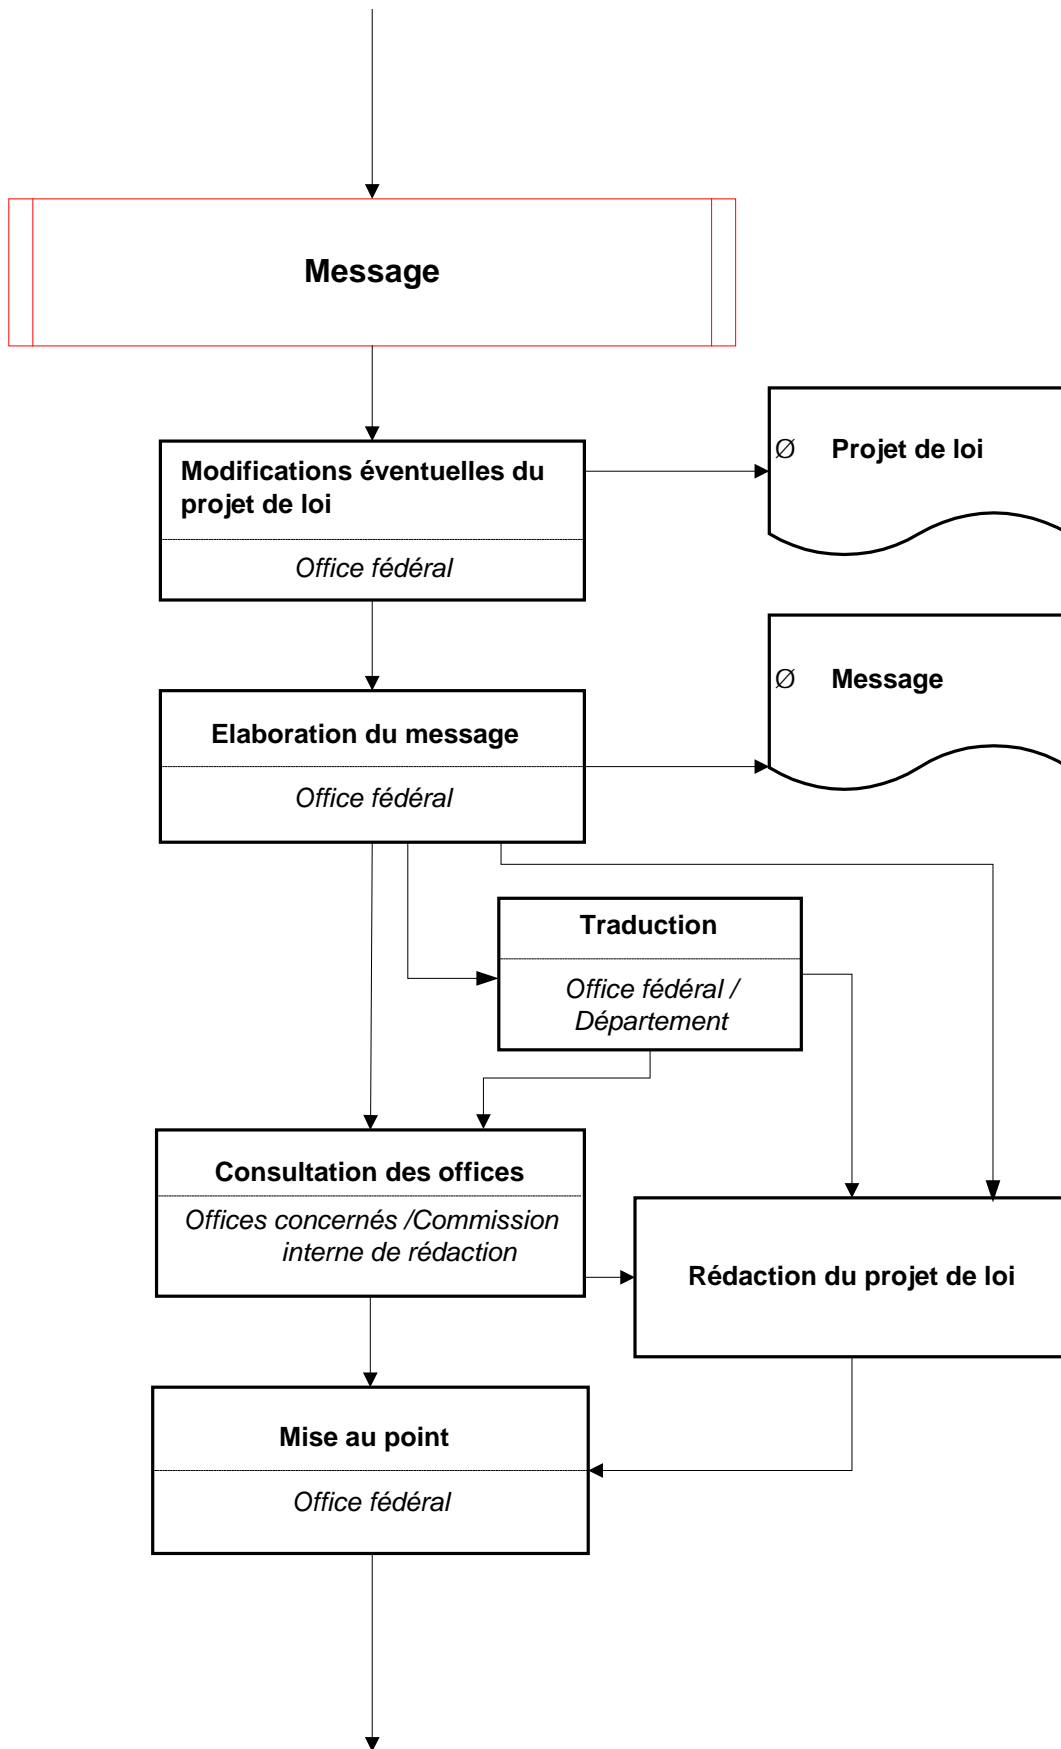 Message
Modifications éventuelles du
projet de loi
Office fédéral
Ø Projet de loi
Elaboration du message
Office fédéral
Ø Message
Traduction
Office fédéral /
Département
Consultation des offices
Offices concernés /Commission
interne de rédaction
Rédaction du projet de loi
Mise au point
Office fédéral